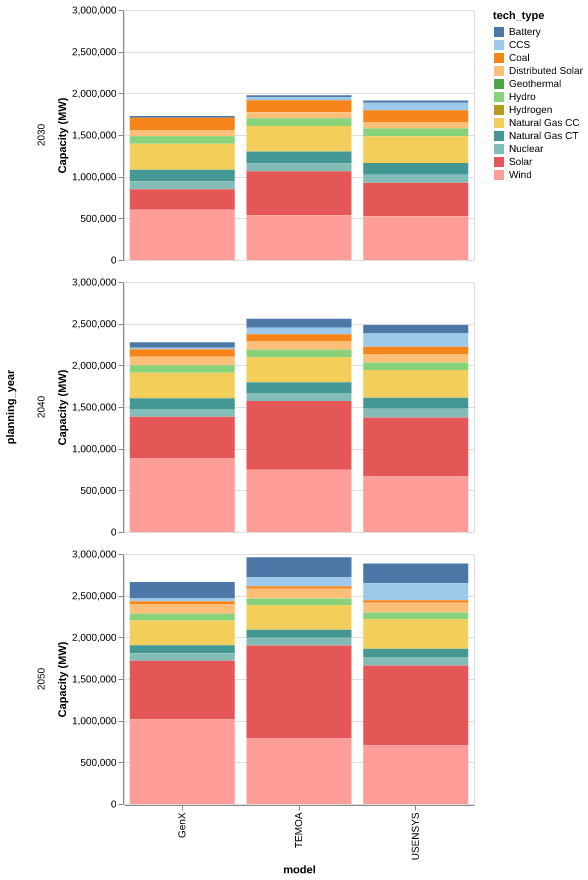 tech_type
Battery
CCS
Coal
Distributed Solar
Geothermal
Hydro
Hydrogen
Natural Gas CC
Natural Gas CT
Nuclear
Solar
Wind
planning_year
2030
Capacity (MW)
3,000,000
2,500,000
2,000,000
1,500,000
1,000,000
500,000
0
2040
Capacity (MW)
3,000,000
2,500,000
2,000,000
1,500,000
1,000,000
500,000
0
2050
Capacity (MW)
3,000,000
2,500,000
2,000,000
1,500,000
1,000,000
500,000
0
GenX
TEMOA
USENSYS
model